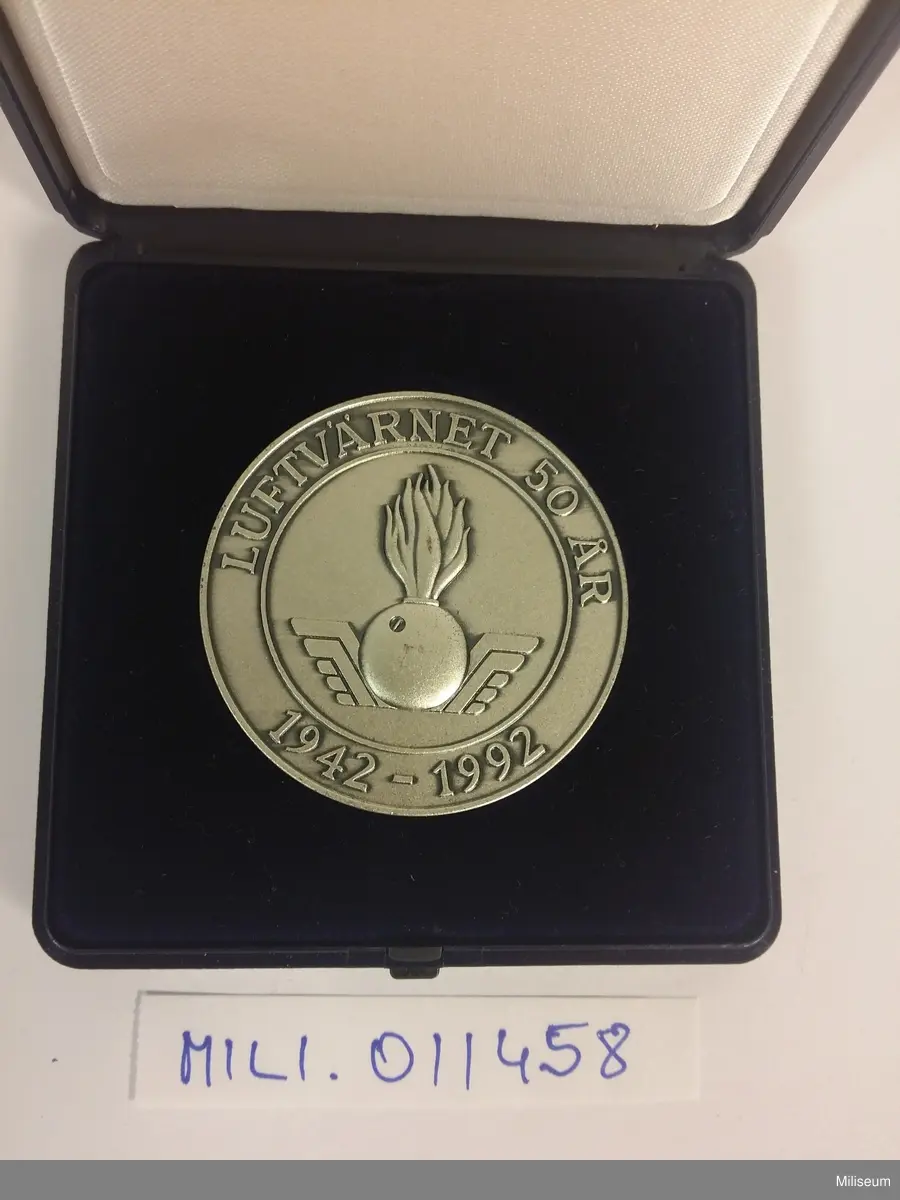 LUFTVÄRNET 50 ÅR
1942 - 1992
MILI. 011458
Miliseum